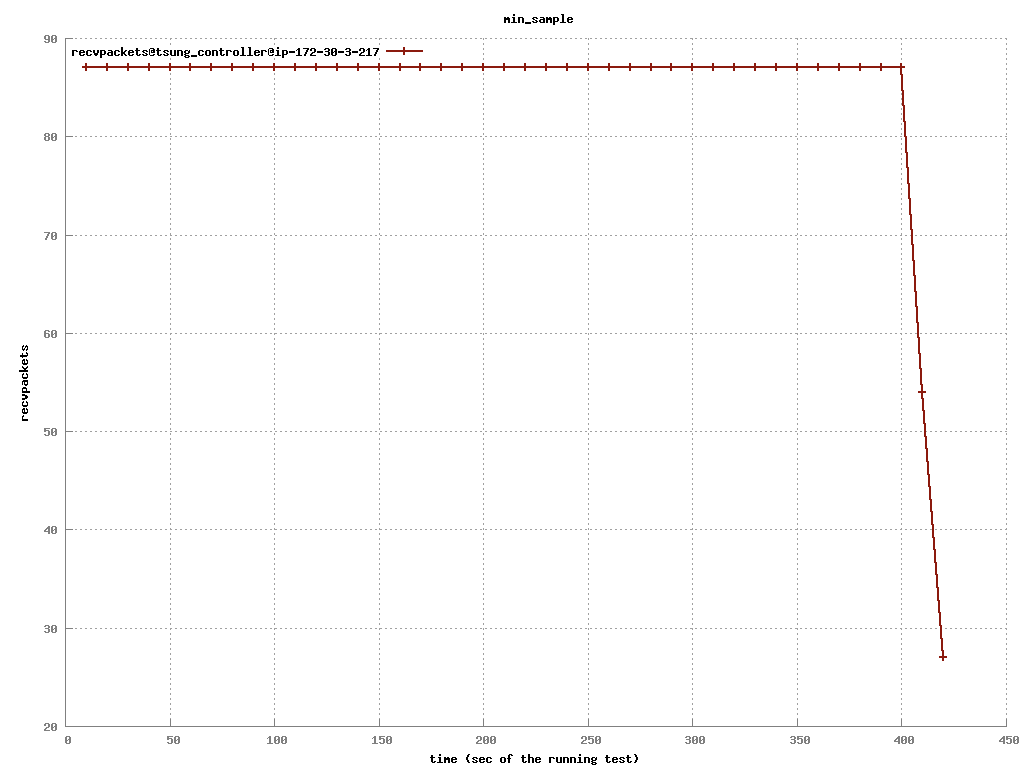 min_sample
90
recvpackets@tsung_controller@ip-172-30-3-217
80
70
60
recvpackets
50
40
30
20
0 50 100 150 200 250 300 350 400 450
time (sec of the running test)